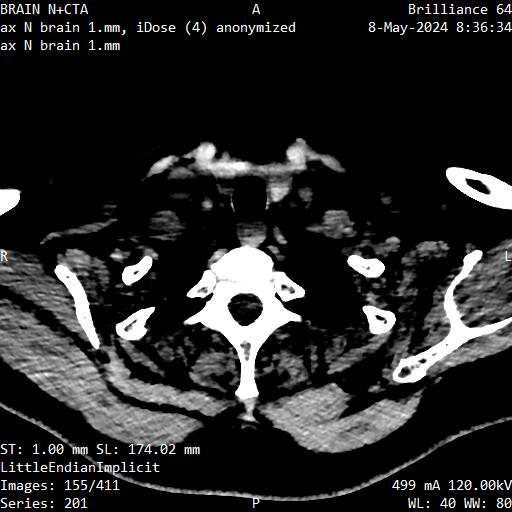 BRAIN N+CTA
A
Brilliance 64
ax N brain 1.mm, iDose (4) anonymized
8-May-2024 8:36:34
ax N brain 1.mm
R
L
ST: 1.00 mm SL: 174.02 mm
LittleEndianImplicit
Images: 155/411
499 mA 120.00kV
Series: 201
P
WL: 40 WW: 80